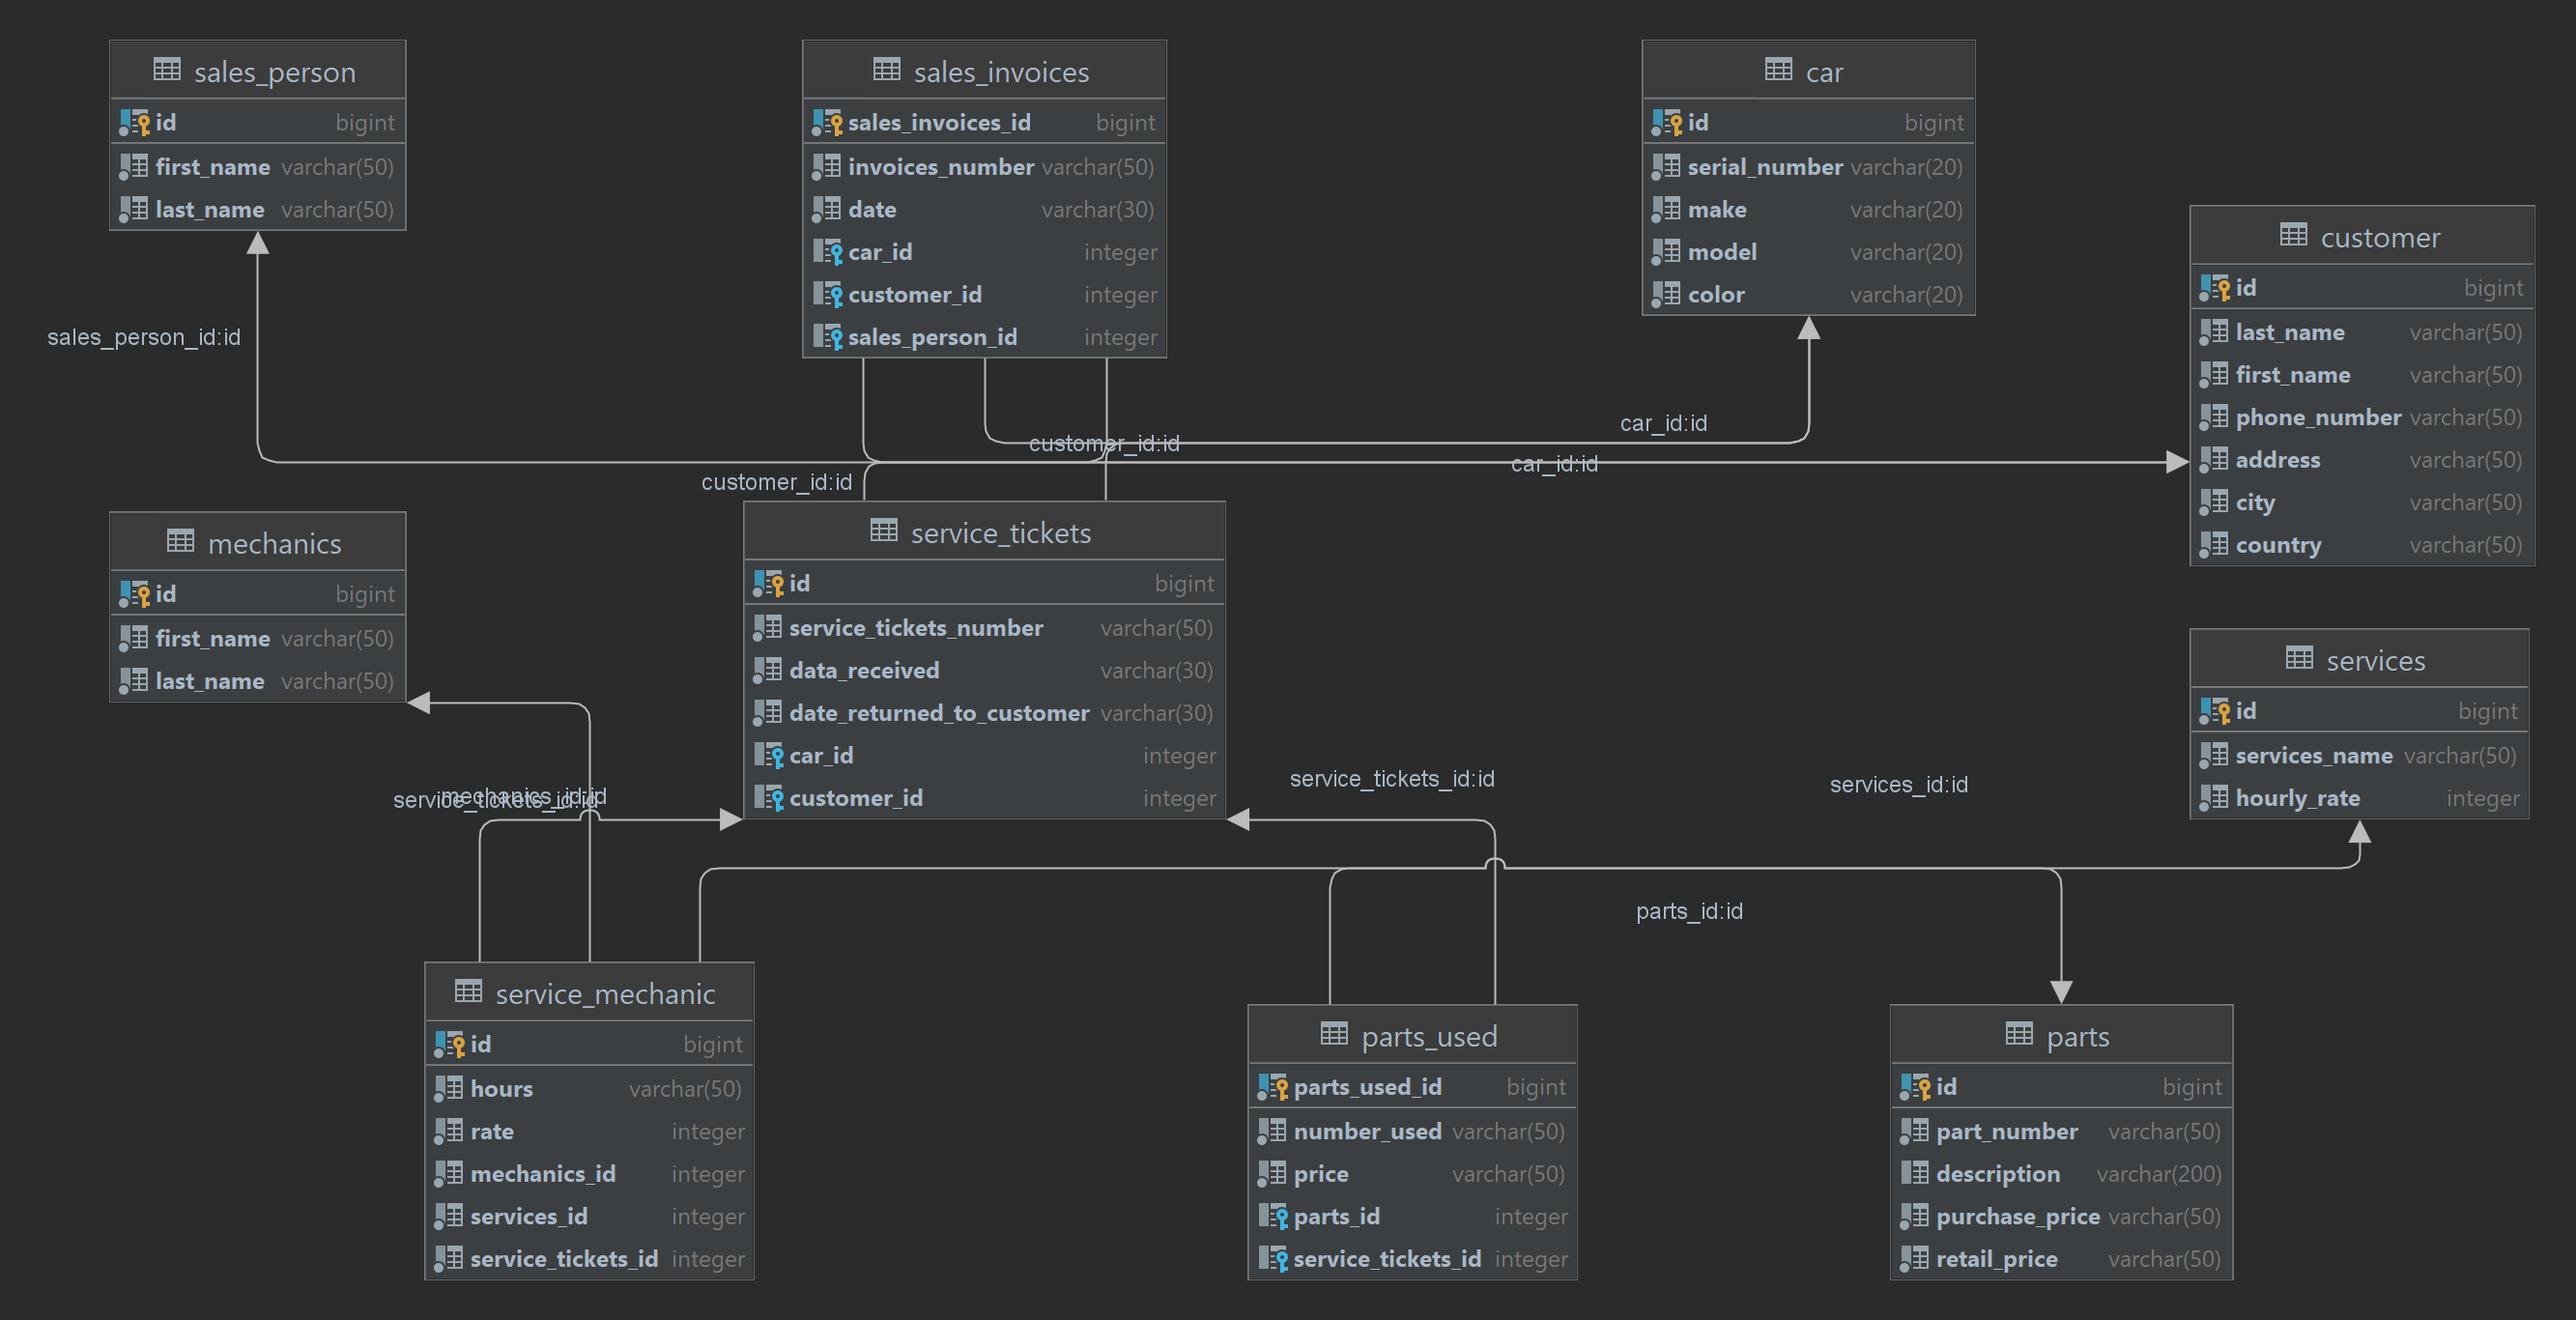 sales_person
id bigint
first_name varchar(50)
last_name varchar(50)
sales_invoices
sales_invoices_id bigint
invoices_number varchar(50)
date varchar(30)
car_id integer
customer_id integer
sales_person_id integer
car
id bigint
serial_number varchar(20)
make varchar(20)
model varchar(20)
color varchar(20)
customer
id bigint
last_name varchar(50)
first_name varchar(50)
phone_number varchar(50)
address varchar(50)
city varchar(50)
country varchar(50)
sales_person_id:id
car_id:id
customer_id:id
car_id:id
customer_id:id
mechanics
id bigint
first_name varchar(50)
last_name varchar(50)
service_tickets
id bigint
service_tickets_number varchar(50)
data_received varchar(30)
date_returned_to_customer varchar(30)
car_id integer
customer_id integer
services
id bigint
services_name varchar(50)
hourly_rate integer
service_tickets_id:id
mechanics_id:id
service_tickets_id:id
services_id:id
parts_id:id
service_mechanic
id bigint
hours varchar(50)
rate integer
mechanics_id integer
services_id integer
service_tickets_id integer
parts_used
parts_used_id bigint
number_used varchar(50)
price varchar(50)
parts_id integer
service_tickets_id integer
parts
id bigint
part_number varchar(50)
description varchar(200)
purchase_price varchar(50)
retail_price varchar(50)